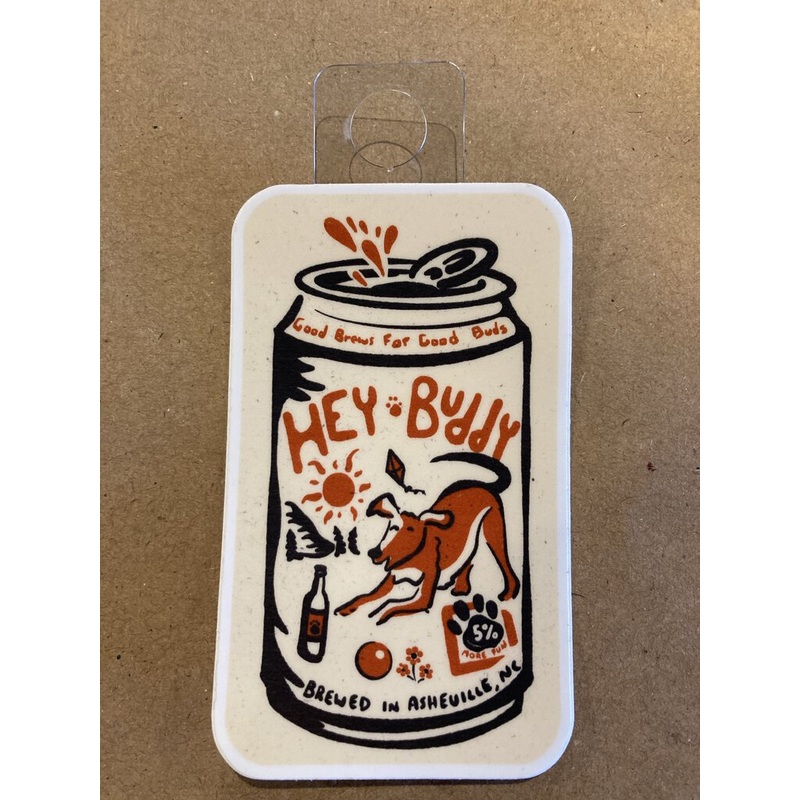 Good Brews For Good Buds
HEY BUddY
5%
MORE FUN
BREWED IN ASHEVILLE, NC